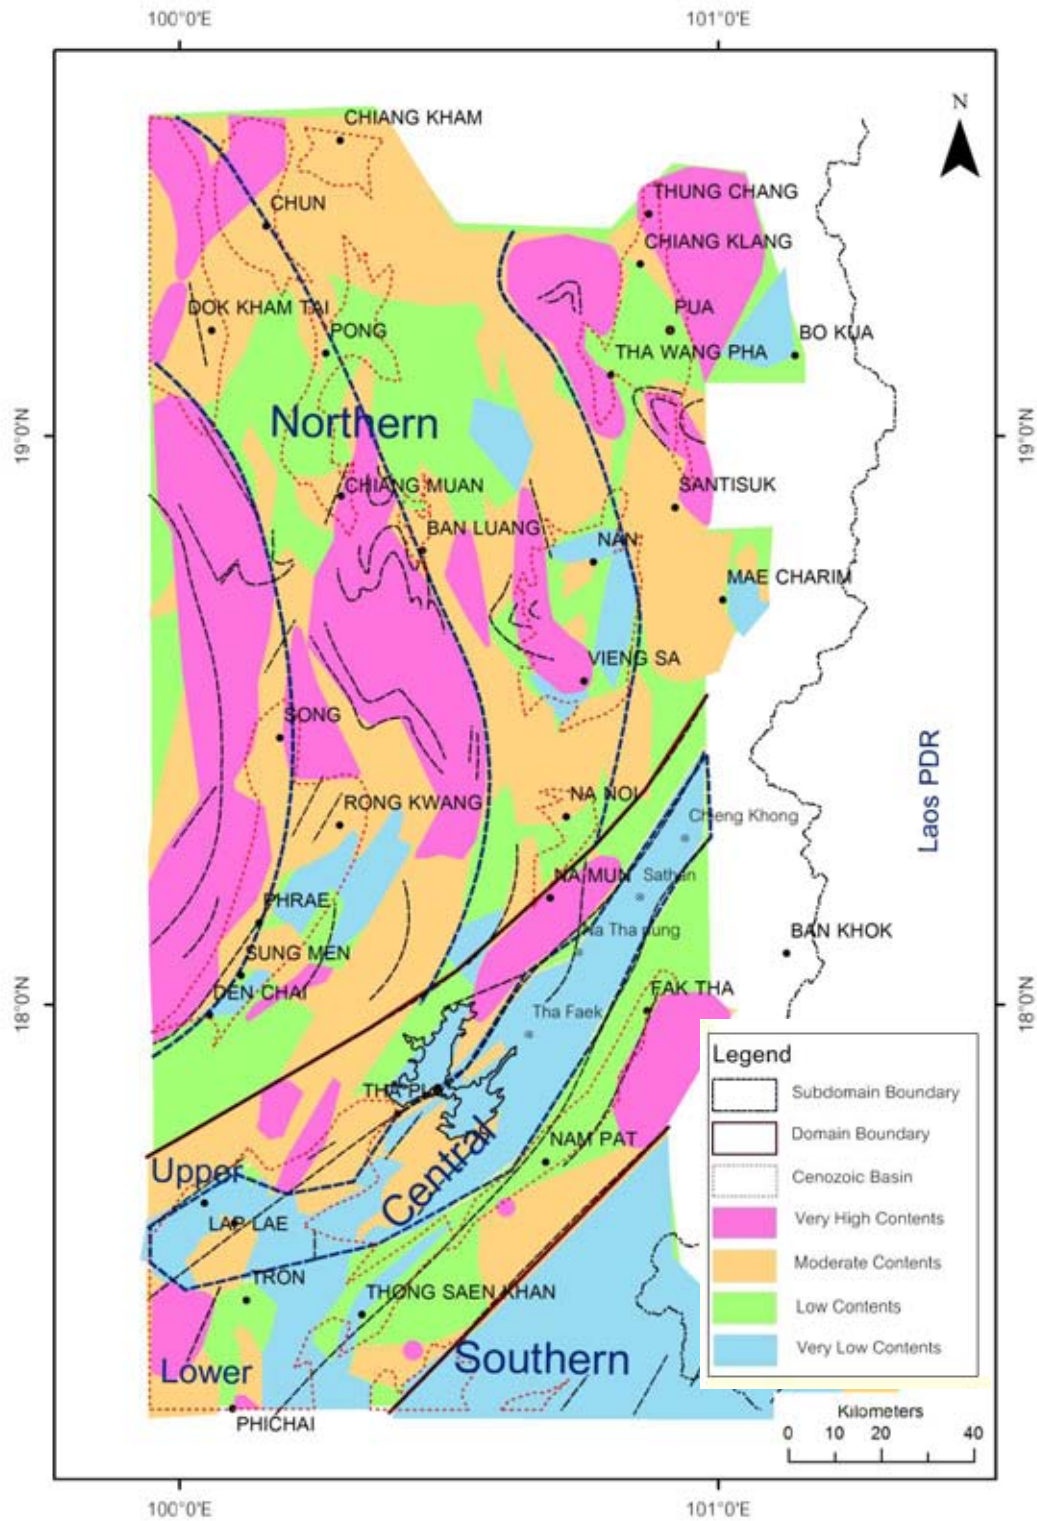 100°0'E 101°0'E
N
CHIANG KHAM
THUNG CHANG
CHUN
CHIANG KLANG
DOK KHAM TAI
PUA
PONG
BO KUA
THA WANG PHA
19°0'N
Northern
19°0'N
CHIANG MUAN
SANTISUK
BAN LUANG
NAN
MAE CHARIM
VIENG SA
SONG
Laos PDR
RONG KWANG
NA NOI
Chieng Khong
NA MUN
Sathan
PHRAE
Na Tha pung
BAN KHOK
SUNG MEN
DEN CHAI
FAK THA
18°0'N
18°0'N
Tha Faek
Legend
Subdomain Boundary
THA PLA
Domain Boundary
NAM PAT
Upper
Central
Cenozoic Basin
LAP LAE
Very High Contents
Moderate Contents
TRON
THONG SAEN KHAN
Low Contents
Very Low Contents
Lower
Southern
PHICHAI
Kilometers
0 10 20 40
100°0'E 101°0'E